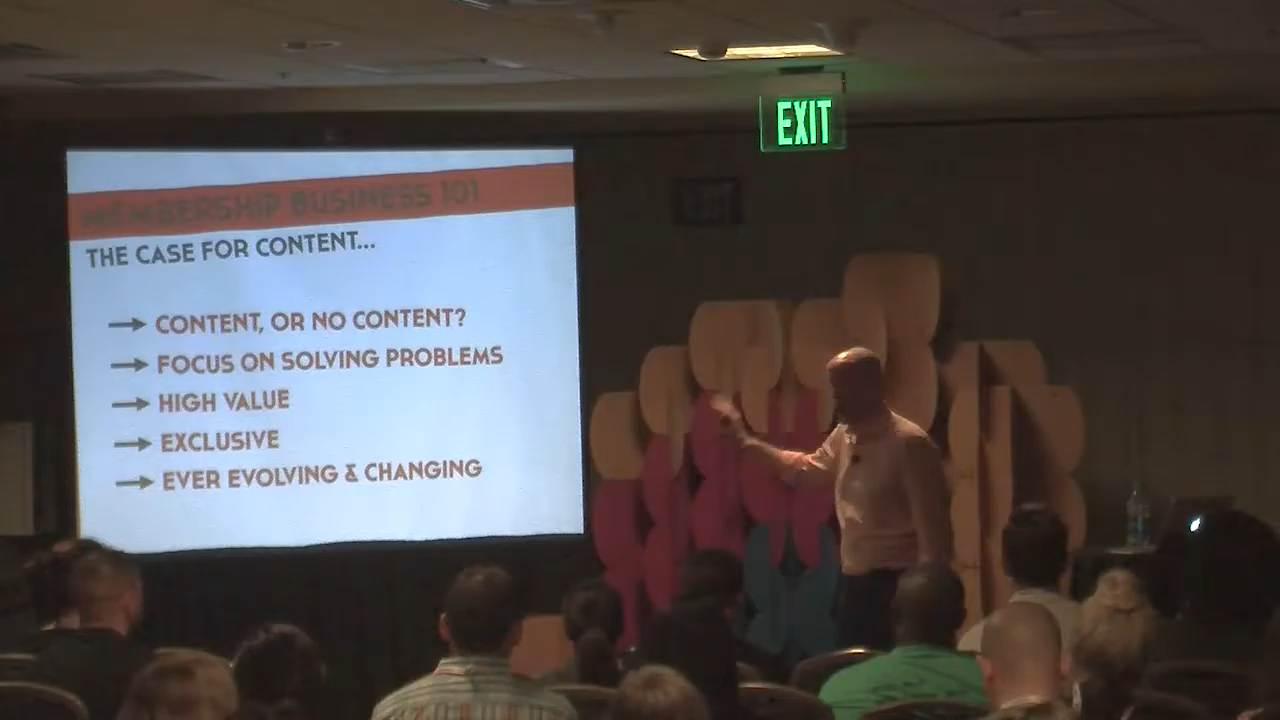 MEMBERSHIP BUSINESS 101
THE CASE FOR CONTENT...
→ CONTENT, OR NO CONTENT?
→ FOCUS ON SOLVING PROBLEMS
→ HIGH VALUE
→ EXCLUSIVE
→ EVER EVOLVING & CHANGING
EXIT